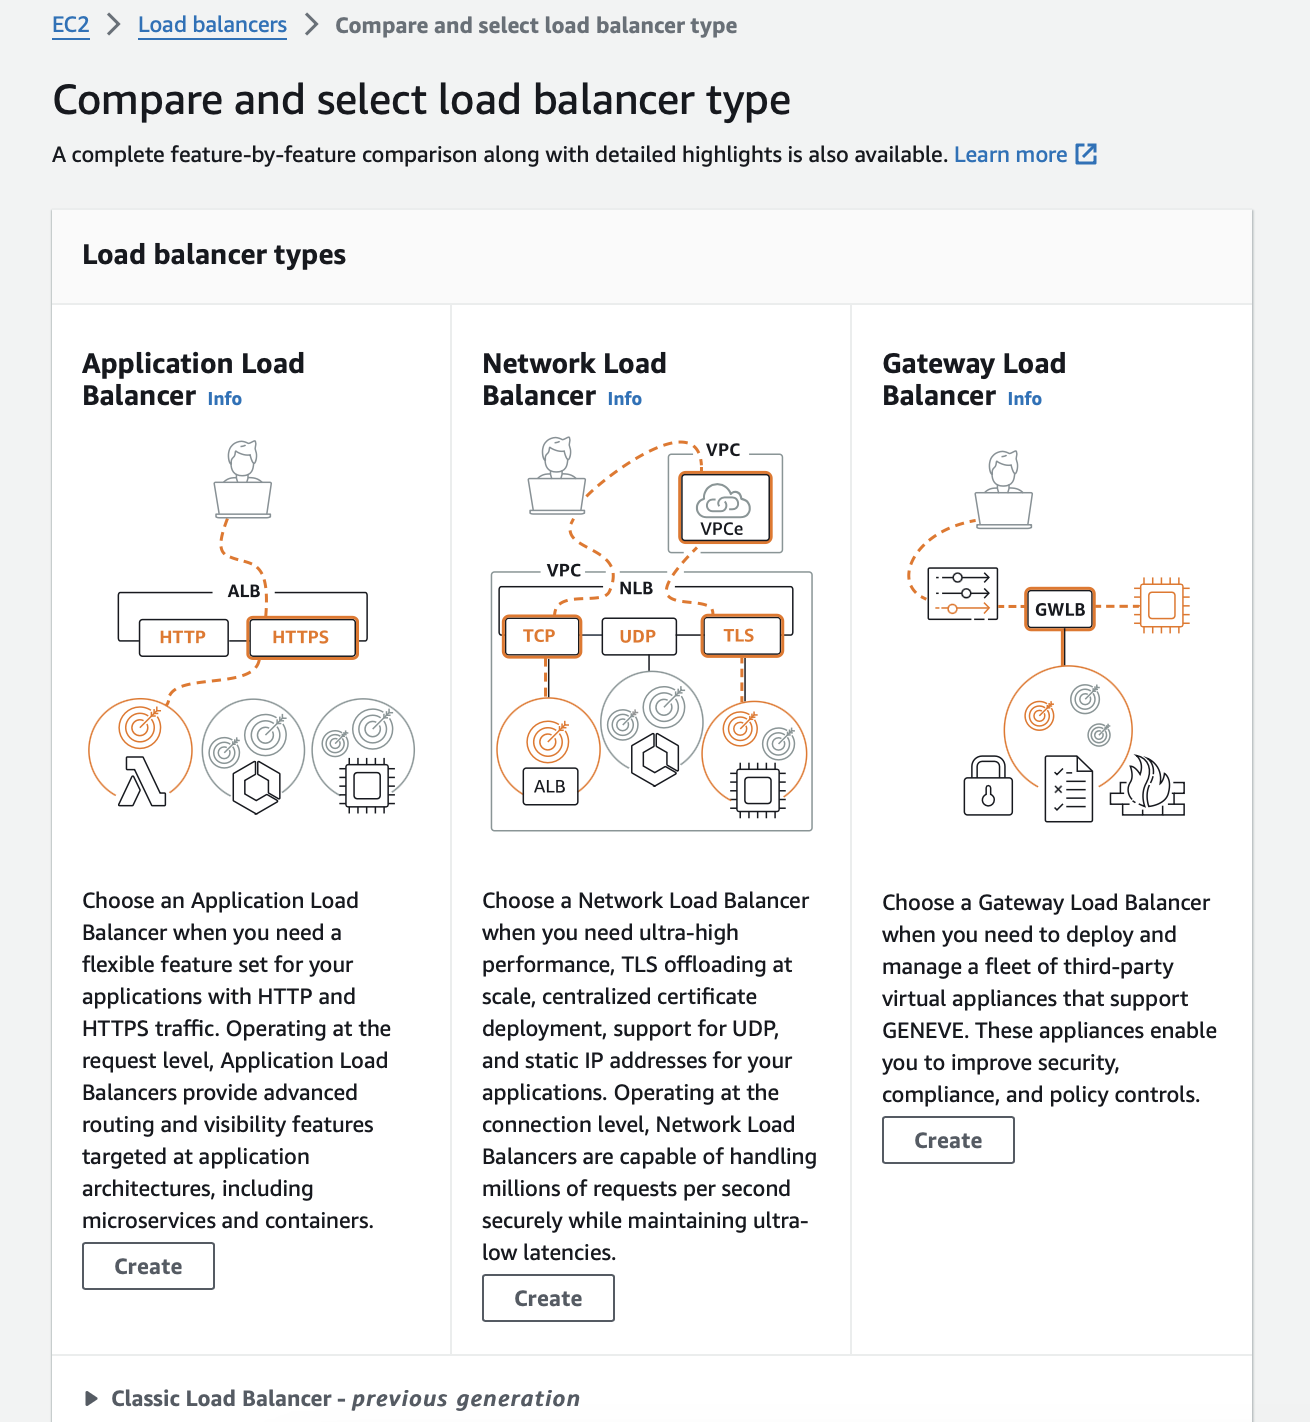 EC2 > Load balancers > Compare and select load balancer type
Compare and select load balancer type
A complete feature-by-feature comparison along with detailed highlights is also available. Learn more
Load balancer types
Application Load
Balancer Info
ALB
HTTP
HTTPS
Choose an Application Load
Balancer when you need a
flexible feature set for your
applications with HTTP and
HTTPS traffic. Operating at the
request level, Application Load
Balancers provide advanced
routing and visibility features
targeted at application
architectures, including
microservices and containers.
Create
Network Load
Balancer Info
VPC
VPCe
VPC
NLB
TCP
UDP
TLS
ALB
Choose a Network Load Balancer
when you need ultra-high
performance, TLS offloading at
scale, centralized certificate
deployment, support for UDP,
and static IP addresses for your
applications. Operating at the
connection level, Network Load
Balancers are capable of handling
millions of requests per second
securely while maintaining ultra-
low latencies.
Create
Gateway Load
Balancer Info
GWLB
Choose a Gateway Load Balancer
when you need to deploy and
manage a fleet of third-party
virtual appliances that support
GENEVE. These appliances enable
you to improve security,
compliance, and policy controls.
Create
Classic Load Balancer - previous generation